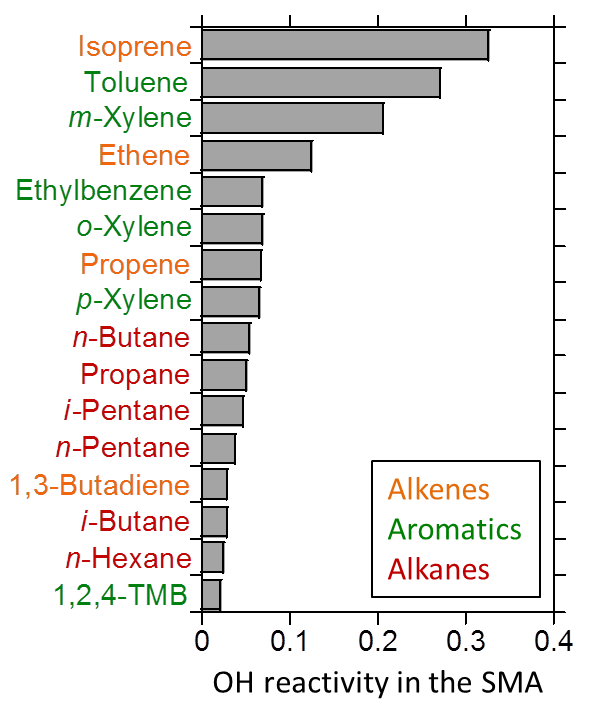 Isoprene
Toluene
m-Xylene
Ethene
Ethylbenzene
o-Xylene
Propene
p-Xylene
n-Butane
Propane
i-Pentane
n-Pentane
1,3-Butadiene
i-Butane
n-Hexane
1,2,4-TMB
Alkenes
Aromatics
Alkanes
0 0.1 0.2 0.3 0.4
OH reactivity in the SMA